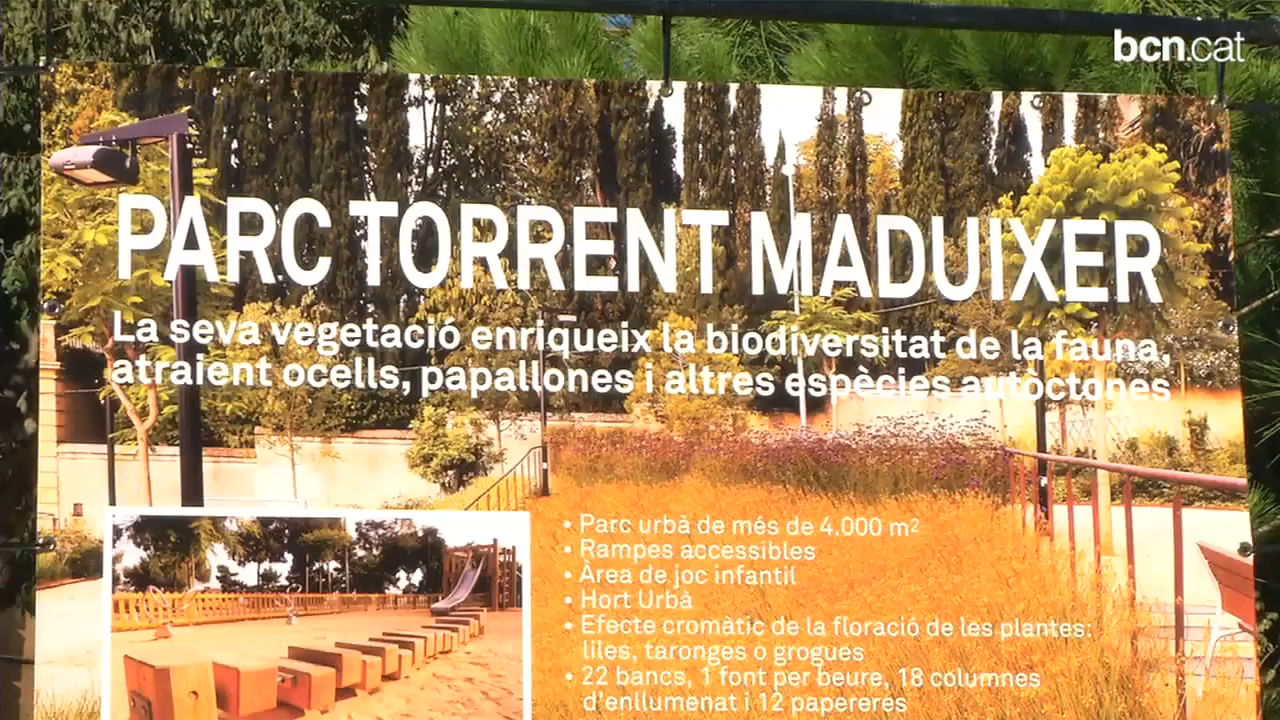 bcn.cat
PARC TORRENT MADUIXER
La seva vegetació enriqueix la biodiversitat de la fauna,
atraient ocells, papallones i altres espècies autòctones
• Parc urbà de més de 4.000 m2
• Rampes accessibles
• Àrea de joc infantil
• Hort Urbà
• Efecte cromàtic de la floració de les plantes:
liles, taronges o grogues
• 22 bancs, 1 font per beure, 18 columnes
d'enllumenat i 12 papereres